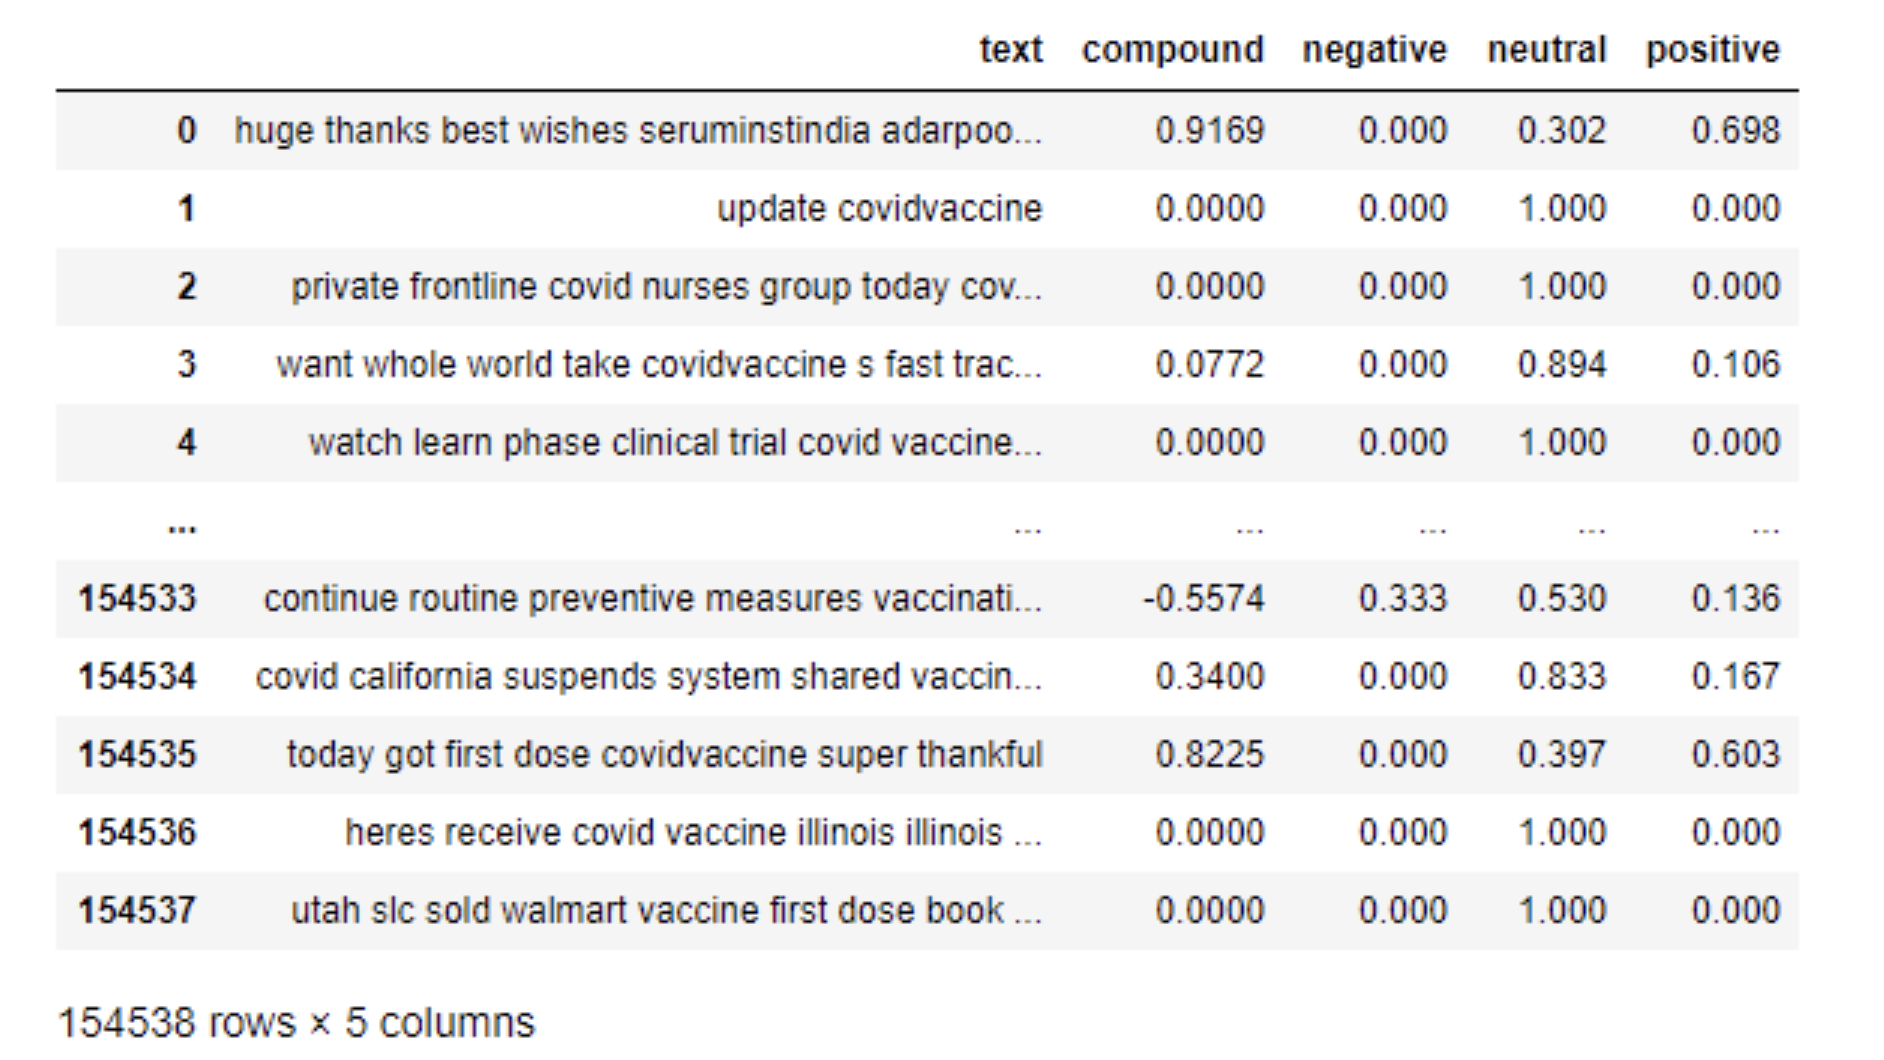 text compound negative neutral positive
0 huge thanks best wishes seruminstindia adarpoo... 0.9169 0.000 0.302 0.698
1 update covidvaccine 0.0000 0.000 1.000 0.000
2 private frontline covid nurses group today cov... 0.0000 0.000 1.000 0.000
3 want whole world take covidvaccine s fast trac... 0.0772 0.000 0.894 0.106
4 watch learn phase clinical trial covid vaccine... 0.0000 0.000 1.000 0.000
... ... ... ... ... ...
154533 continue routine preventive measures vaccinati... -0.5574 0.333 0.530 0.136
154534 covid california suspends system shared vaccin... 0.3400 0.000 0.833 0.167
154535 today got first dose covidvaccine super thankful 0.8225 0.000 0.397 0.603
154536 heres receive covid vaccine illinois illinois ... 0.0000 0.000 1.000 0.000
154537 utah slc sold walmart vaccine first dose book ... 0.0000 0.000 1.000 0.000
154538 rows × 5 columns